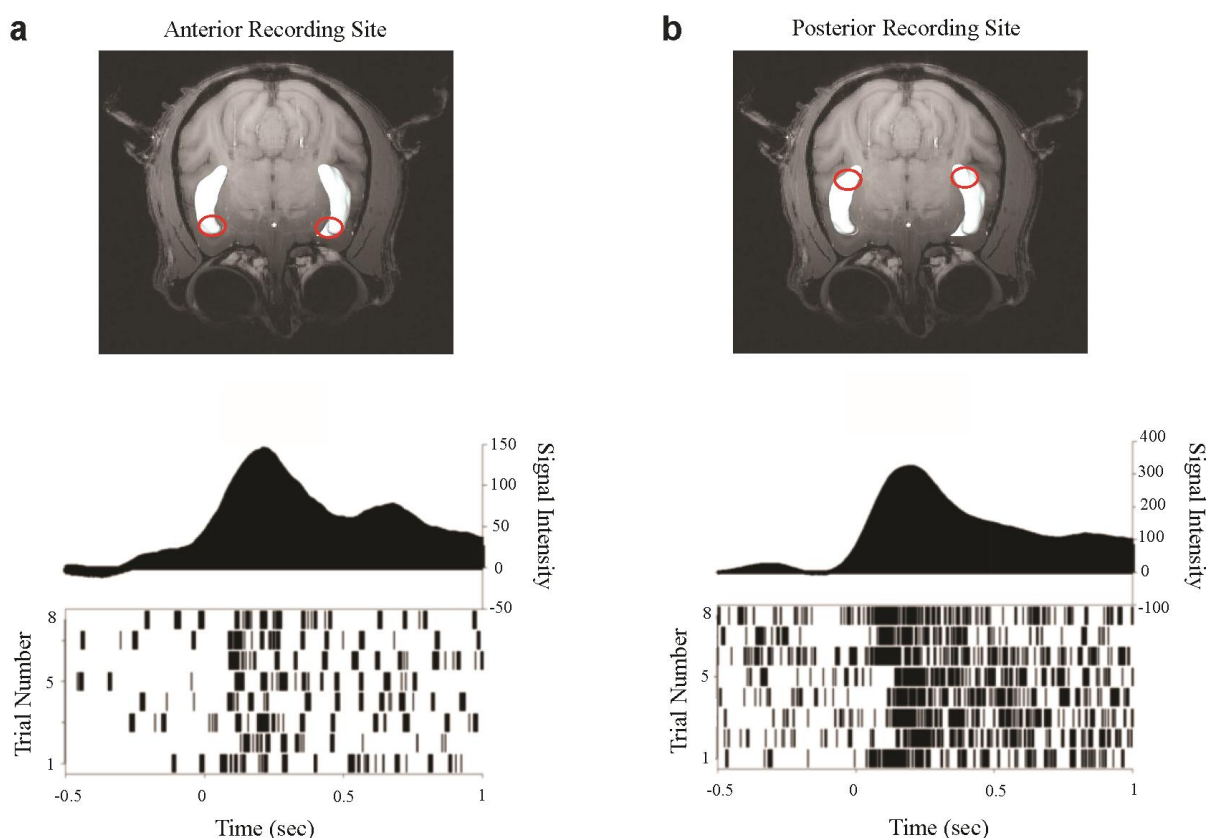 a
Anterior Recording Site
150
100
50
0
-50
Signal Intensity
8
5
1
Trial Number
-0.5
0
0.5
1
Time (sec)
b
Posterior Recording Site
400
300
200
100
0
-100
Signal Intensity
8
5
1
Trial Number
-0.5
0
0.5
1
Time (sec)